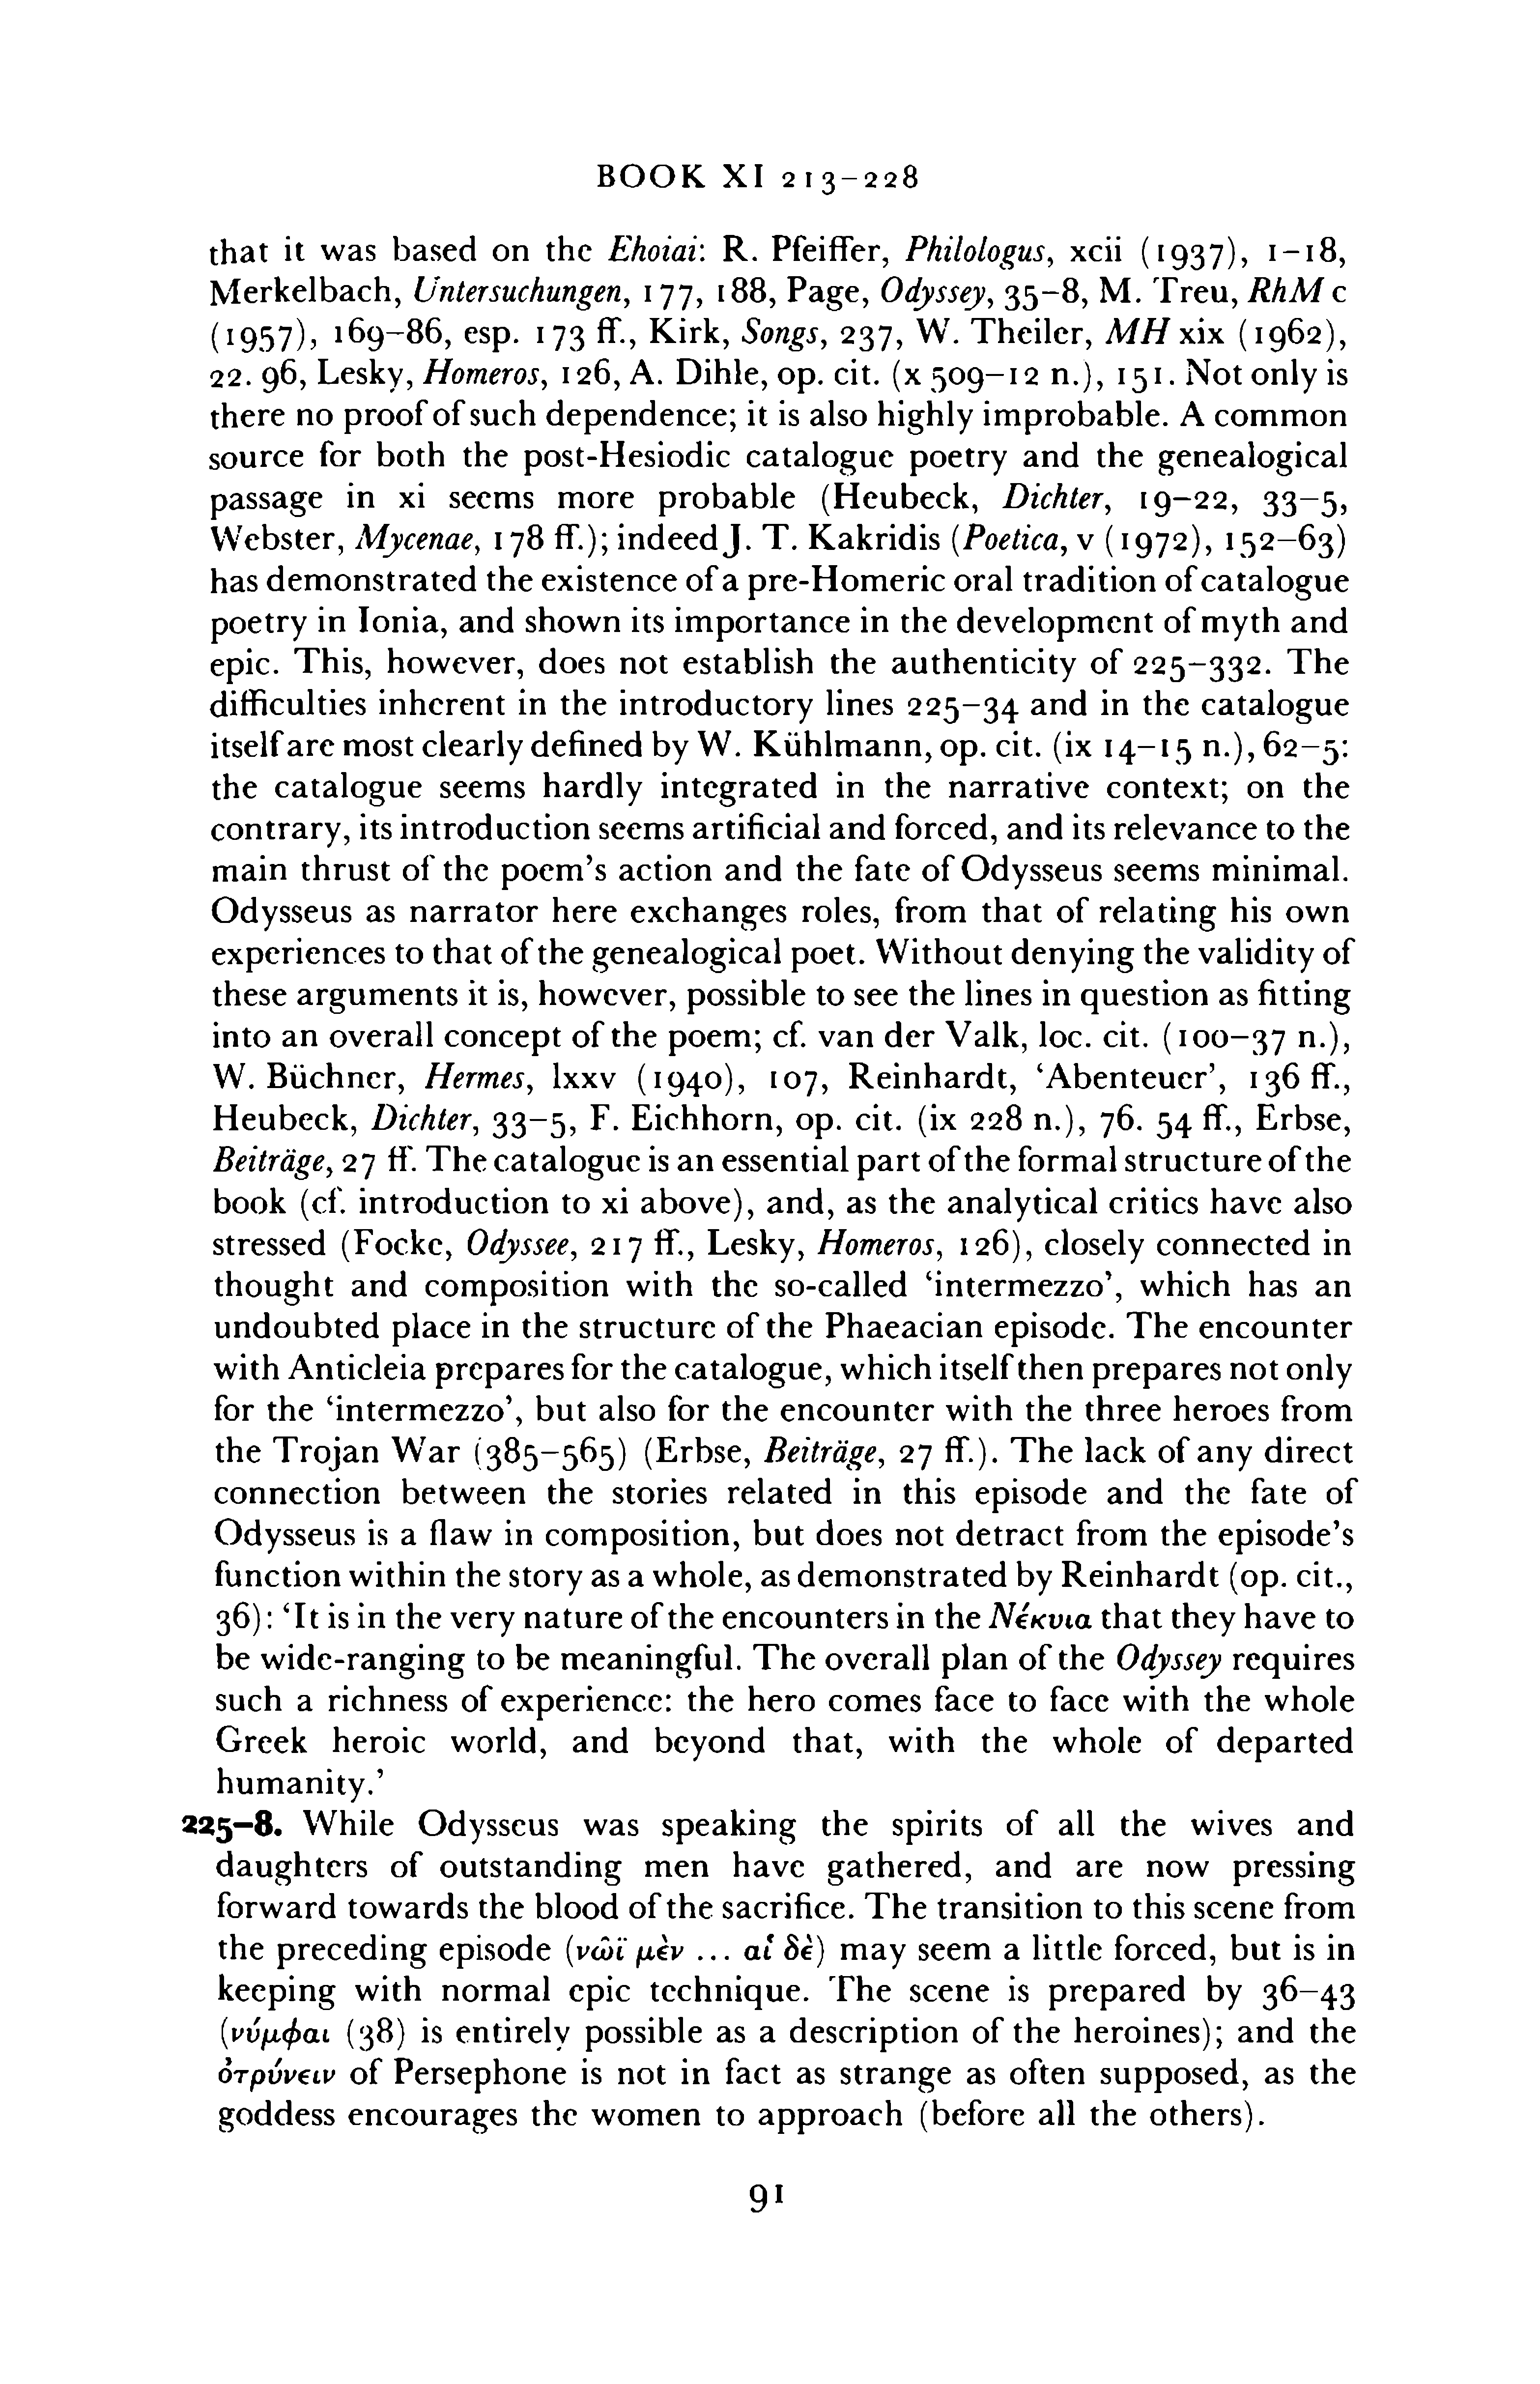 BOOK XI 213–228
that it was based on the Ehoiai: R. Pfeiffer, Philologus, xcii (1937), 1–18,
Merkelbach, Untersuchungen, 177, 188, Page, Odyssey, 35–8, M. Treu, RhM c
(1957), 169–86, esp. 173 ff., Kirk, Songs, 237, W. Theiler, MH xix (1962),
22. 96, Lesky, Homeros, 126, A. Dihle, op. cit. (x 509–12 n.), 151. Not only is
there no proof of such dependence; it is also highly improbable. A common
source for both the post-Hesiodic catalogue poetry and the genealogical
passage in xi seems more probable (Heubeck, Dichter, 19–22, 33–5,
Webster, Mycenae, 178 ff.); indeed J. T. Kakridis (Poetica, v (1972), 152–63)
has demonstrated the existence of a pre-Homeric oral tradition of catalogue
poetry in Ionia, and shown its importance in the development of myth and
epic. This, however, does not establish the authenticity of 225–332. The
difficulties inherent in the introductory lines 225–34 and in the catalogue
itself are most clearly defined by W. Kühlmann, op. cit. (ix 14–15 n.), 62–5:
the catalogue seems hardly integrated in the narrative context; on the
contrary, its introduction seems artificial and forced, and its relevance to the
main thrust of the poem's action and the fate of Odysseus seems minimal.
Odysseus as narrator here exchanges roles, from that of relating his own
experiences to that of the genealogical poet. Without denying the validity of
these arguments it is, however, possible to see the lines in question as fitting
into an overall concept of the poem; cf. van der Valk, loc. cit. (100–37 n.),
W. Büchner, Hermes, lxxv (1940), 107, Reinhardt, 'Abenteuer', 136 ff.,
Heubeck, Dichter, 33–5, F. Eichhorn, op. cit. (ix 228 n.), 76. 54 ff., Erbse,
Beiträge, 27 ff. The catalogue is an essential part of the formal structure of the
book (cf. introduction to xi above), and, as the analytical critics have also
stressed (Focke, Odyssee, 217 ff., Lesky, Homeros, 126), closely connected in
thought and composition with the so-called 'intermezzo', which has an
undoubted place in the structure of the Phaeacian episode. The encounter
with Anticleia prepares for the catalogue, which itself then prepares not only
for the 'intermezzo', but also for the encounter with the three heroes from
the Trojan War (385–565) (Erbse, Beiträge, 27 ff.). The lack of any direct
connection between the stories related in this episode and the fate of
Odysseus is a flaw in composition, but does not detract from the episode's
function within the story as a whole, as demonstrated by Reinhardt (op. cit.,
36): 'It is in the very nature of the encounters in the Νέκυια that they have to
be wide-ranging to be meaningful. The overall plan of the Odyssey requires
such a richness of experience: the hero comes face to face with the whole
Greek heroic world, and beyond that, with the whole of departed
humanity.'
225–8. While Odysseus was speaking the spirits of all the wives and
daughters of outstanding men have gathered, and are now pressing
forward towards the blood of the sacrifice. The transition to this scene from
the preceding episode (νῶϊ μὲν ... αἱ δὲ) may seem a little forced, but is in
keeping with normal epic technique. The scene is prepared by 36–43
(νύμφαι (38) is entirely possible as a description of the heroines); and the
ὀτρύνειν of Persephone is not in fact as strange as often supposed, as the
goddess encourages the women to approach (before all the others).
91